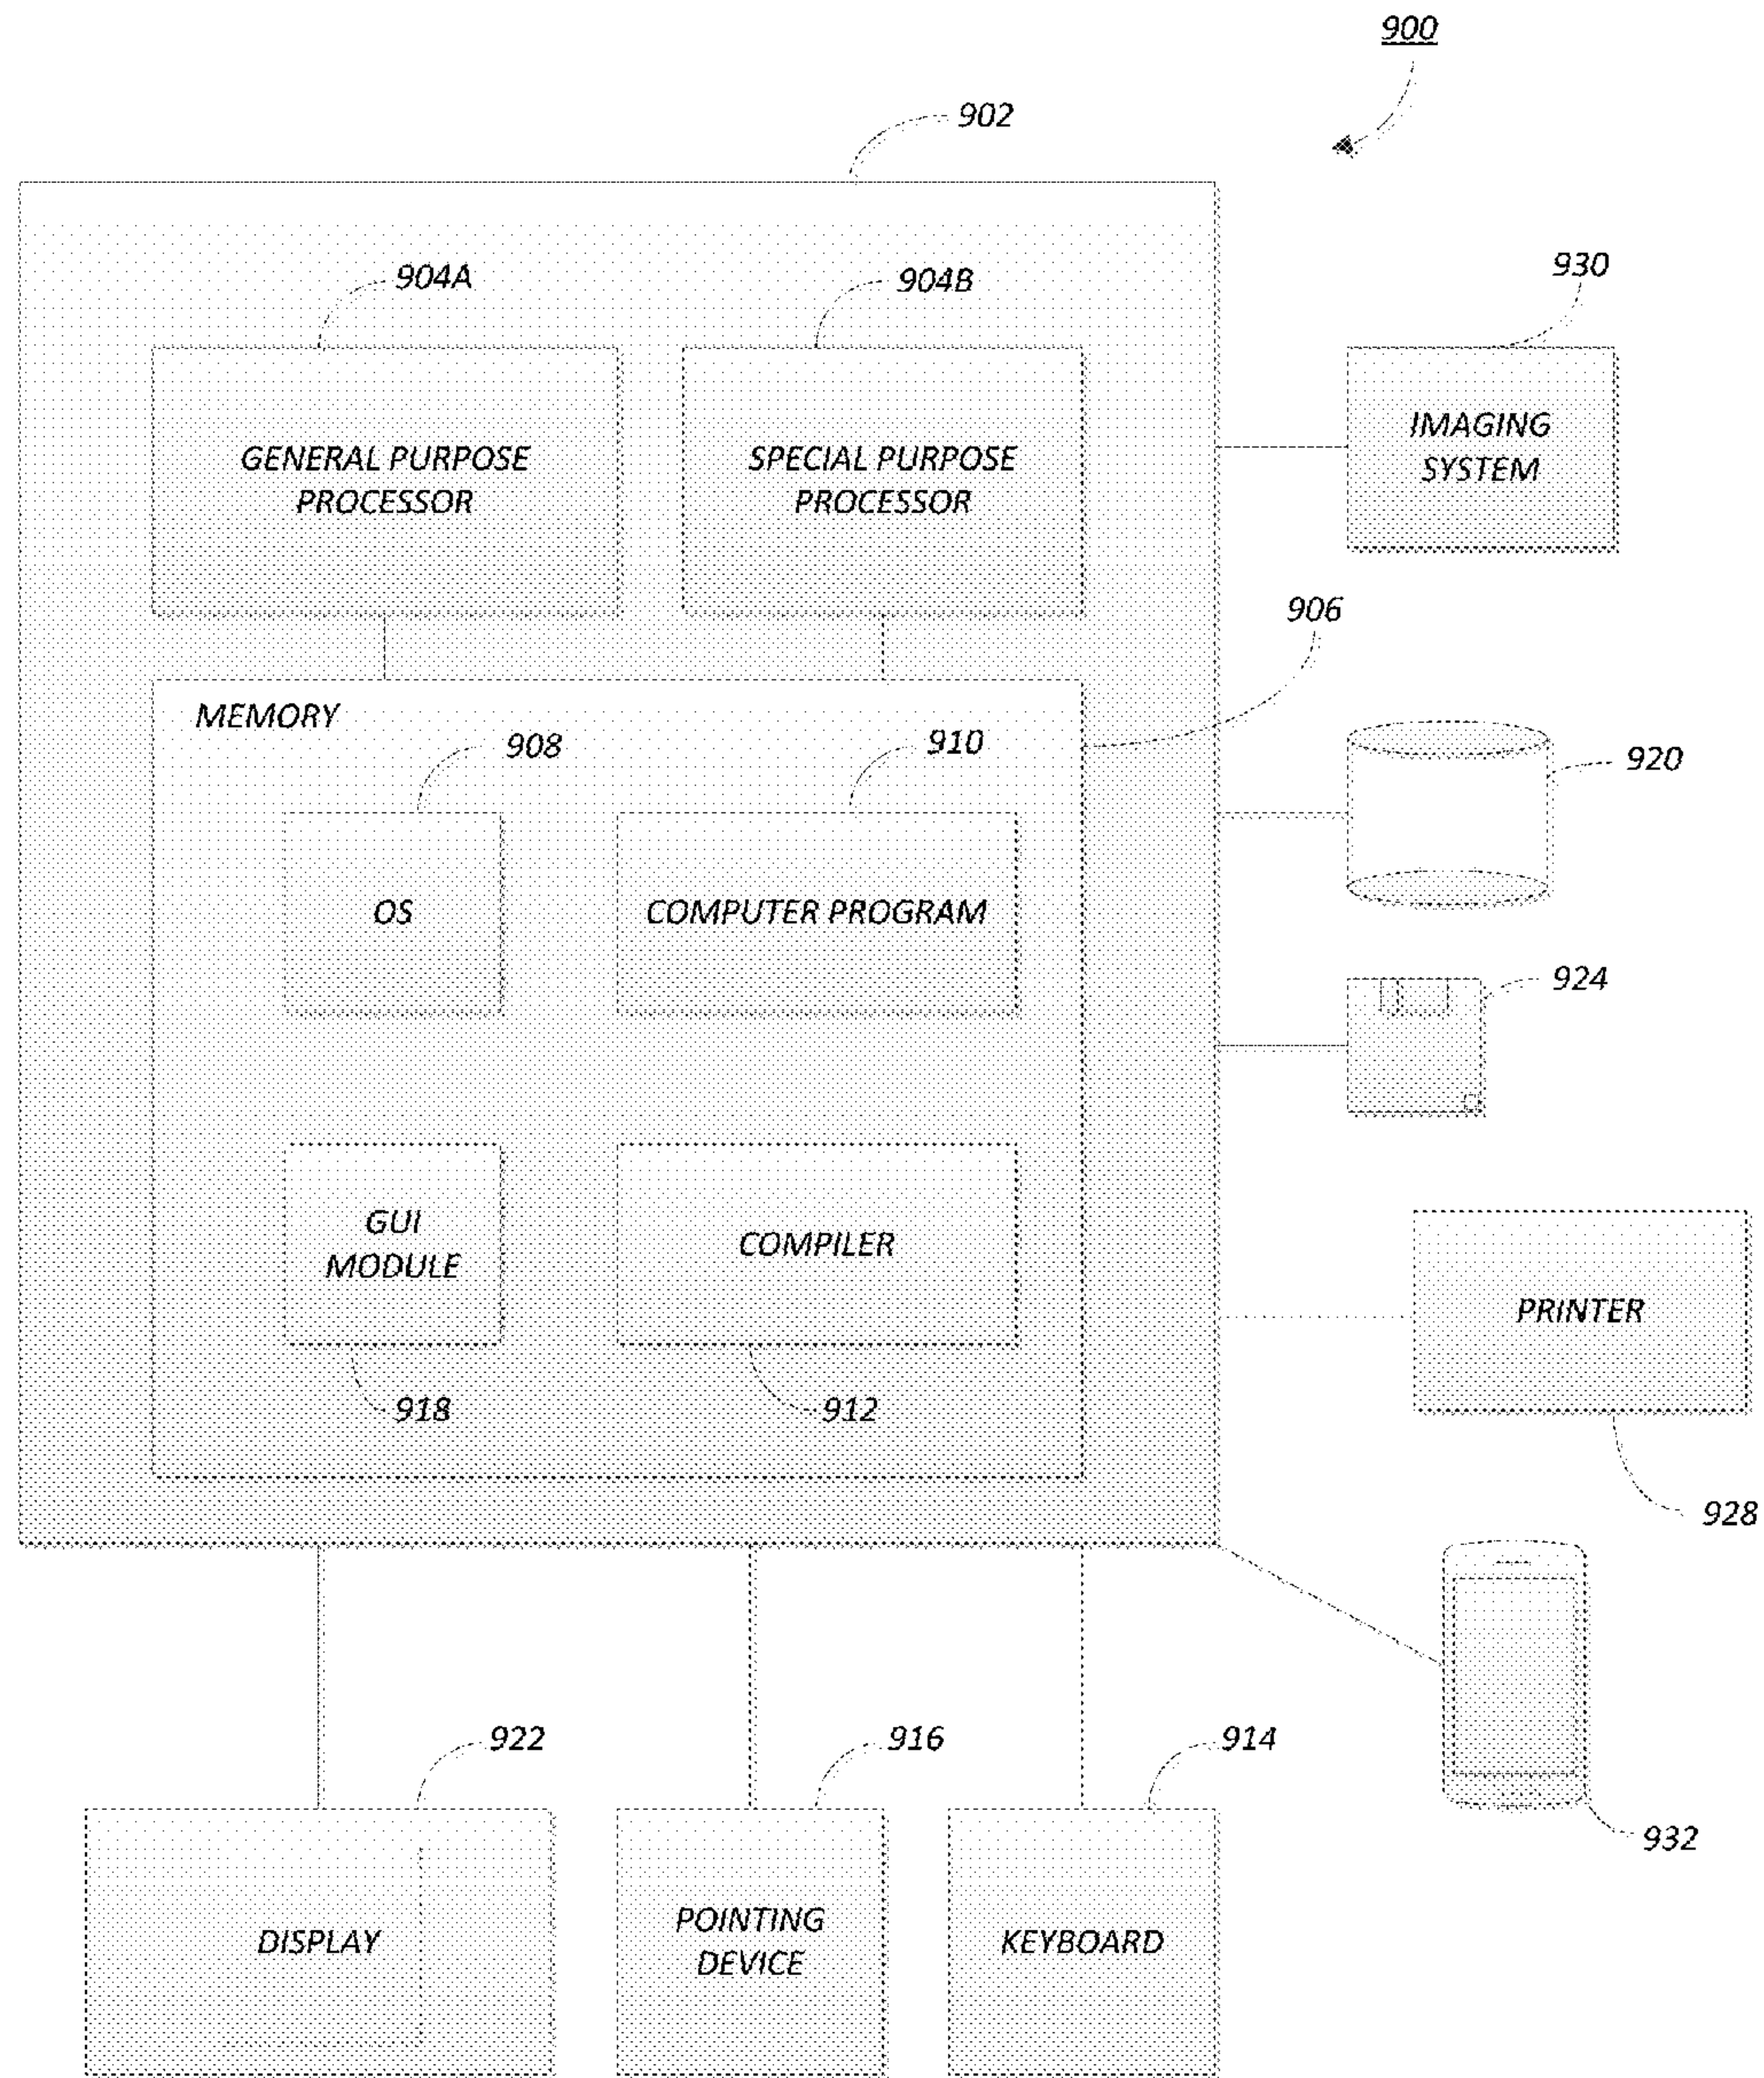 900
902
904A
904B
930
GENERAL PURPOSE
PROCESSOR
SPECIAL PURPOSE
PROCESSOR
IMAGING
SYSTEM
906
MEMORY
908
910
920
OS
COMPUTER PROGRAM
924
GUI
MODULE
COMPILER
PRINTER
918
912
928
922
916
914
932
DISPLAY
POINTING
DEVICE
KEYBOARD